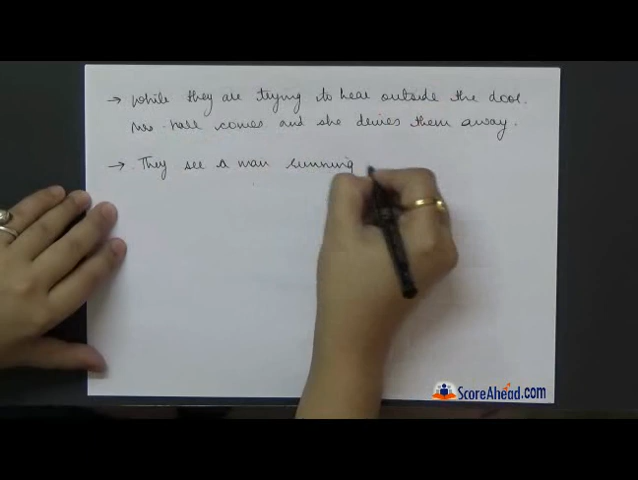 → while they are trying to hear outside the door.
Mrs. Hall comes and she denies them away.
→ They see a man running
ScoreAhead.com